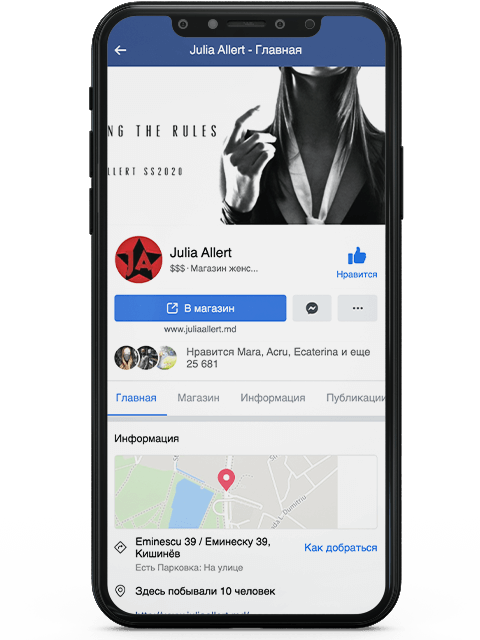 Julia Allert - Главная
NG THE RULES
LLERT SS2020
JA
Julia Allert
$$$ · Магазин женс...
Нравится
В магазин
www.juliaallert.md
Нравится Mara, Acru, Ecaterina и еще
25 681
Главная Магазин Информация Публикации
Информация
Dumitriu
Eminescu 39 / Еминеску 39,
Кишинёв
Как добраться
Есть Парковка: На улице
Здесь побывали 10 человек